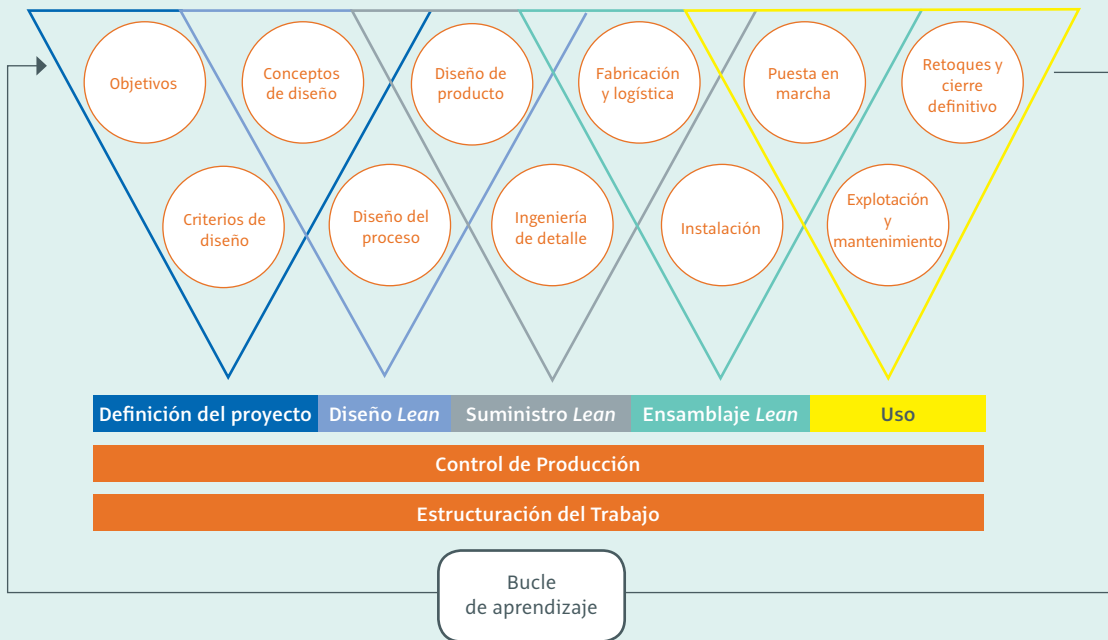 Objetivos
Conceptos
de diseño
Diseño de
producto
Fabricación
y logística
Puesta en
marcha
Retoques y
cierre
definitivo
Criterios de
diseño
Diseño del
proceso
Ingeniería
de detalle
Instalación
Explotación
y
mantenimiento
Definición del proyecto
Diseño Lean
Suministro Lean
Ensamblaje Lean
Uso
Control de Producción
Estructuración del Trabajo
Bucle
de aprendizaje